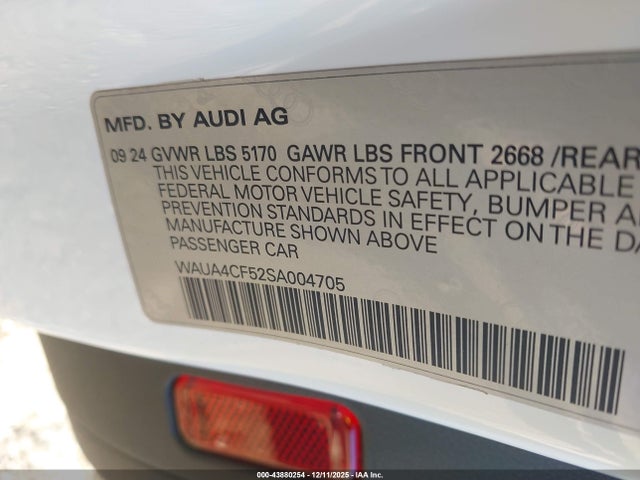 MFD. BY AUDI AG
09 24 GVWR LBS 5170 GAWR LBS FRONT 2668 /REAR
THIS VEHICLE CONFORMS TO ALL APPLICABLE
FEDERAL MOTOR VEHICLE SAFETY, BUMPER
PREVENTION STANDARDS IN EFFECT ON THE
MANUFACTURE SHOWN ABOVE
PASSENGER CAR
WAUA4CF52SA004705
000-43880254 - 12/11/2025 - IAA Inc.